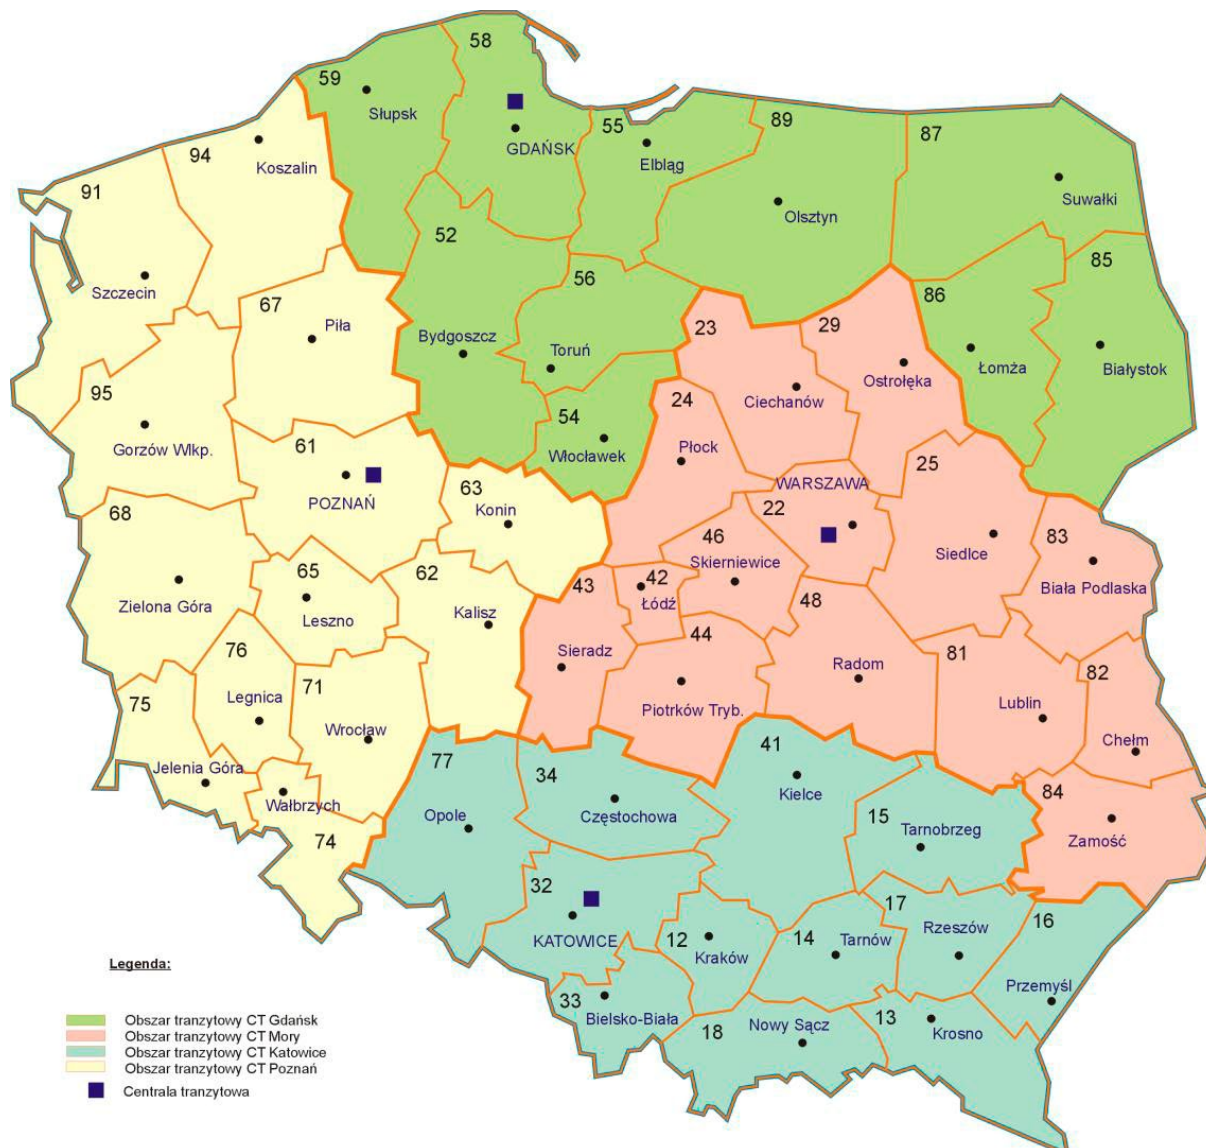 58
59
Słupsk
GDAŃSK
55
Elbląg
89
87
94
Koszalin
91
Suwałki
Olsztyn
52
85
56
86
Szczecin
67
Piła
23
29
Bydgoszcz
Toruń
Ostrołęka
Łomża
Białystok
95
24
Ciechanów
54
Gorzów Wlkp.
61
Płock
Włocławek
25
WARSZAWA
POZNAŃ
63
Konin
22
68
46
83
Siedlce
Skierniewice
65
62
43
42
Biała Podlaska
Zielona Góra
Leszno
Kalisz
Łódź
48
44
76
Sieradz
81
82
Radom
75
Legnica
71
Piotrków Tryb.
Lublin
Wrocław
Chełm
Jelenia Góra
77
34
41
Kielce
84
Wałbrzych
Opole
Częstochowa
15
Tarnobrzeg
74
Zamość
32
17
KATOWICE
12
Kraków
14
Tarnów
Rzeszów
16
Legenda:
Przemyśl
33
Bielsko-Biała
18
Nowy Sącz
13
Krosno
Obszar tranzytowy CT Gdańsk
Obszar tranzytowy CT Mory
Obszar tranzytowy CT Katowice
Obszar tranzytowy CT Poznań
Centrala tranzytowa